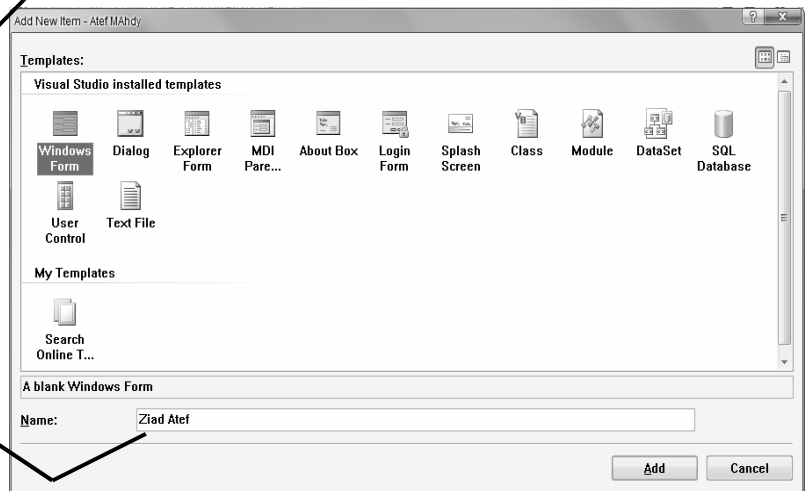 Add New Item - Atef MAhdy
Templates:
Visual Studio installed templates
Windows Form
Dialog
Explorer Form
MDI Pare...
About Box
Login Form
Splash Screen
Class
Module
DataSet
SQL Database
User Control
Text File
My Templates
Search Online T...
A blank Windows Form
Name: Ziad Atef
Add Cancel